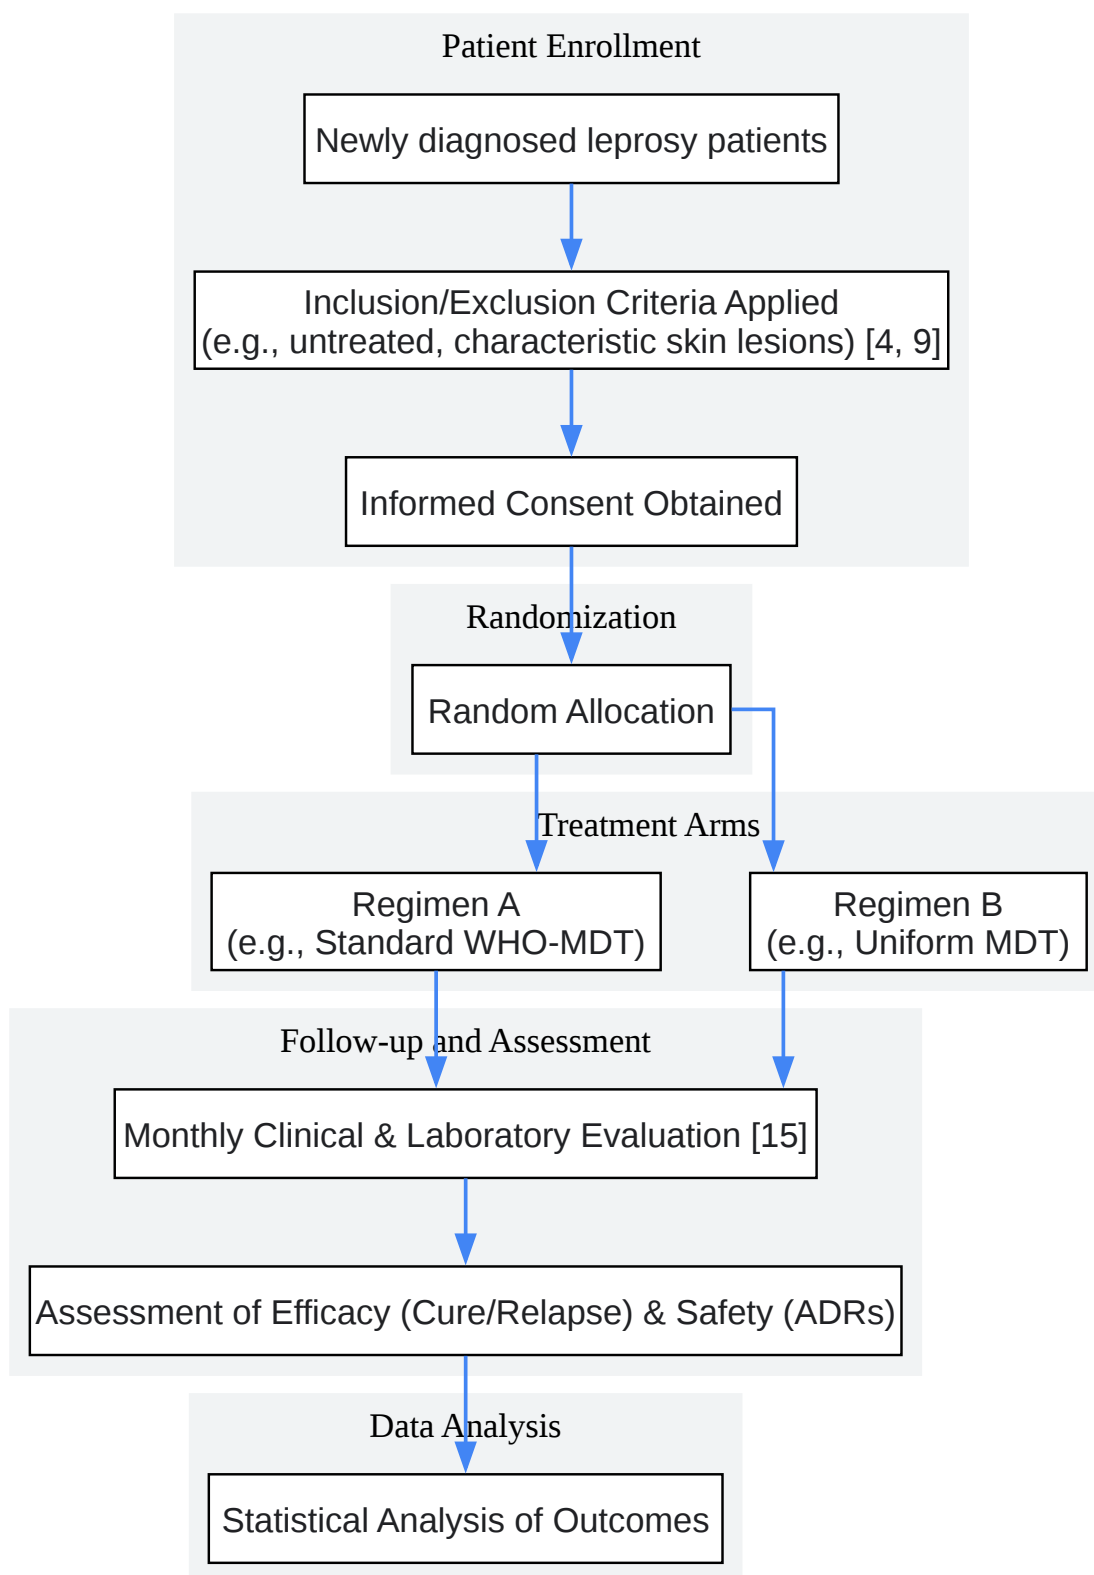 Patient Enrollment
Newly diagnosed leprosy patients
Inclusion/Exclusion Criteria Applied
(e.g., untreated, characteristic skin lesions) [4, 9]
Informed Consent Obtained
Randomization
Random Allocation
Treatment Arms
Regimen A
(e.g., Standard WHO-MDT)
Regimen B
(e.g., Uniform MDT)
Follow-up and Assessment
Monthly Clinical & Laboratory Evaluation [15]
Assessment of Efficacy (Cure/Relapse) & Safety (ADRs)
Data Analysis
Statistical Analysis of Outcomes